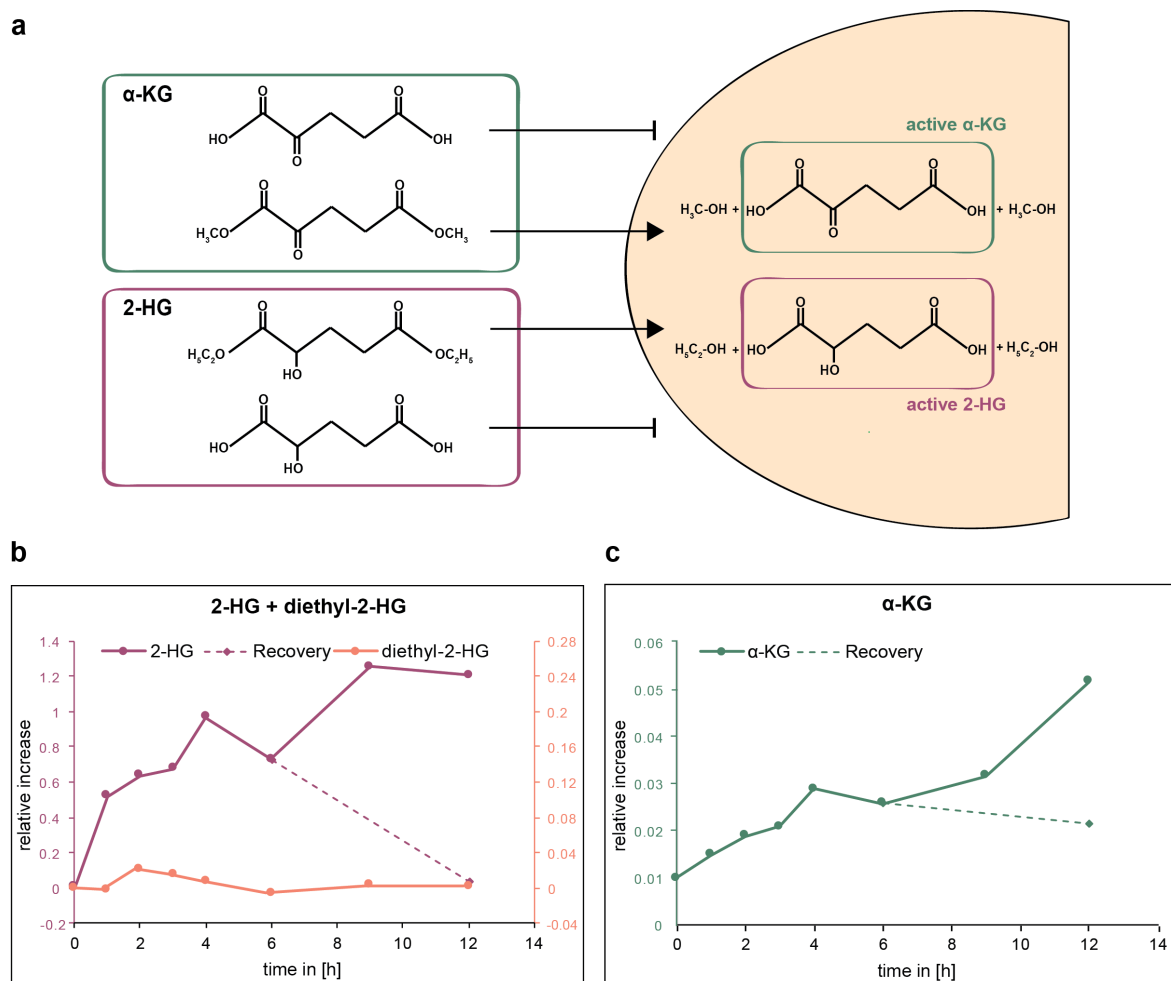 a
α-KG
O O
HO OH
O
O O
H₃CO OCH₃
O
2-HG
O O
H₅C₂O OC₂H₅
HO
O O
HO OH
HO
active α-KG
O O
H₃C-OH + HO OH + H₃C-OH
O
O O
H₅C₂-OH + HO OH + H₅C₂-OH
HO
active 2-HG
b
2-HG + diethyl-2-HG
2-HG Recovery diethyl-2-HG
relative increase
1.4
1.2
1
0.8
0.6
0.4
0.2
0
-0.2
0.28
0.24
0.2
0.16
0.12
0.08
0.04
0
-0.04
0 2 4 6 8 10 12 14
time in [h]
c
α-KG
α-KG Recovery
relative increase
0.06
0.05
0.04
0.03
0.02
0.01
0
0 2 4 6 8 10 12 14
time in [h]